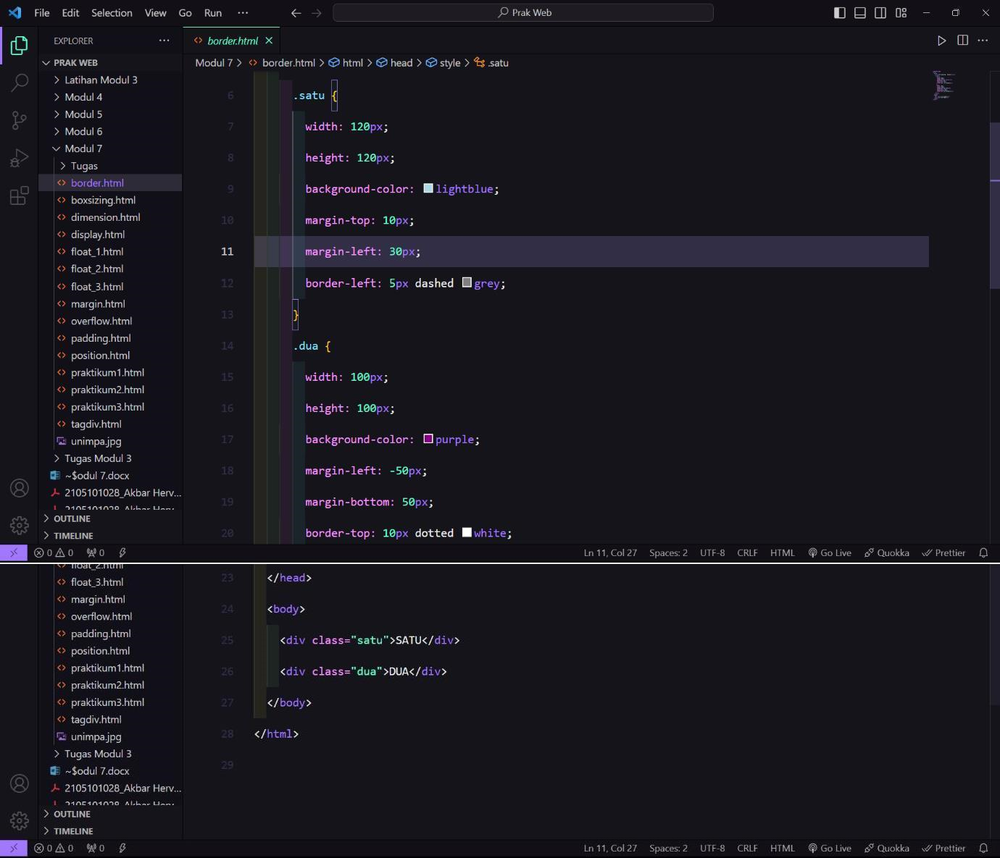 File Edit Selection View Go Run ··· Prak Web
EXPLORER ···
PRAK WEB
Latihan Modul 3
Modul 4
Modul 5
Modul 6
Modul 7
Tugas
border.html
boxsizing.html
dimension.html
display.html
float_1.html
float_2.html
float_3.html
margin.html
overflow.html
padding.html
position.html
praktikum1.html
praktikum2.html
praktikum3.html
tagdiv.html
unimpa.jpg
Tugas Modul 3
~$odul 7.docx
2105101028_Akbar Herv...
2105101028_Akbar Herv...
OUTLINE
TIMELINE
border.html
Modul 7 > border.html > html > head > style > .satu
6 .satu {
7 width: 120px;
8 height: 120px;
9 background-color: lightblue;
10 margin-top: 10px;
11 margin-left: 30px;
12 border-left: 5px dashed grey;
13 }
14 .dua {
15 width: 100px;
16 height: 100px;
17 background-color: purple;
18 margin-left: -50px;
19 margin-bottom: 50px;
20 border-top: 10px dotted white;
0 0 0 Ln 11, Col 27 Spaces: 2 UTF-8 CRLF HTML Go Live Quokka Prettier
float_2.html
float_3.html
margin.html
overflow.html
padding.html
position.html
praktikum1.html
praktikum2.html
praktikum3.html
tagdiv.html
unimpa.jpg
Tugas Modul 3
~$odul 7.docx
2105101028_Akbar Herv...
2105101028_Akbar Herv...
OUTLINE
TIMELINE
23 </head>
24 <body>
25 <div class="satu">SATU</div>
26 <div class="dua">DUA</div>
27 </body>
28 </html>
29
0 0 0 Ln 11, Col 27 Spaces: 2 UTF-8 CRLF HTML Go Live Quokka Prettier